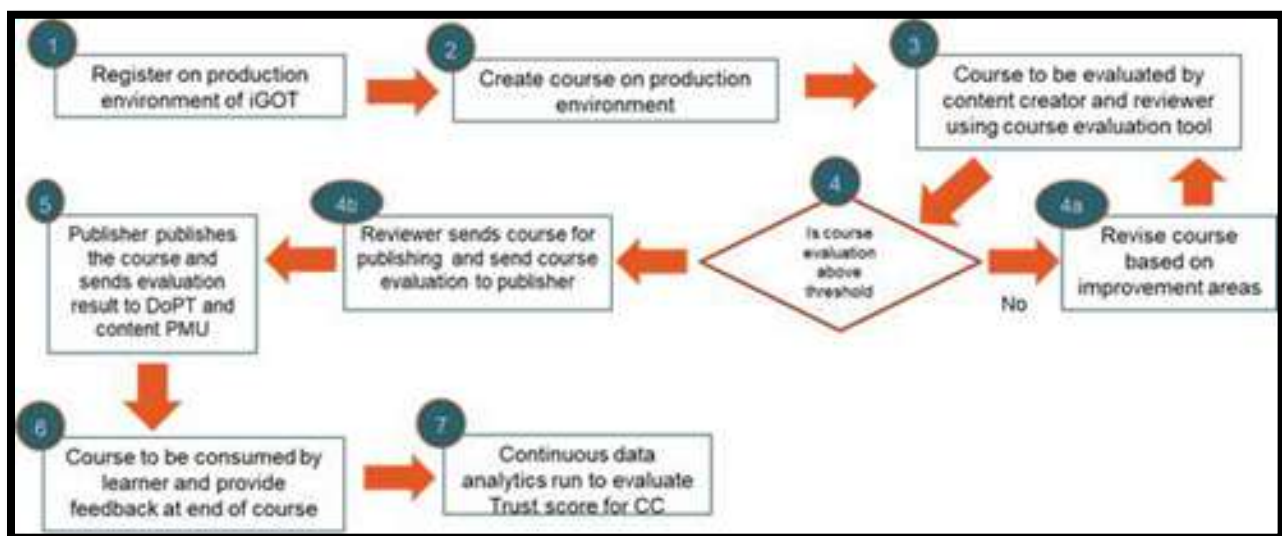 1
Register on production
environment of iGOT
2
Create course on production
environment
3
Course to be evaluated by
content creator and reviewer
using course evaluation tool
4
Is course
evaluation
above
threshold
No
4a
Revise course
based on
improvement areas
4b
Reviewer sends course for
publishing and send course
evaluation to publisher
5
Publisher publishes
the course and
sends evaluation
result to DoPT and
content PMU
6
Course to be consumed by
learner and provide
feedback at end of course
7
Continuous data
analytics run to evaluate
Trust score for CC